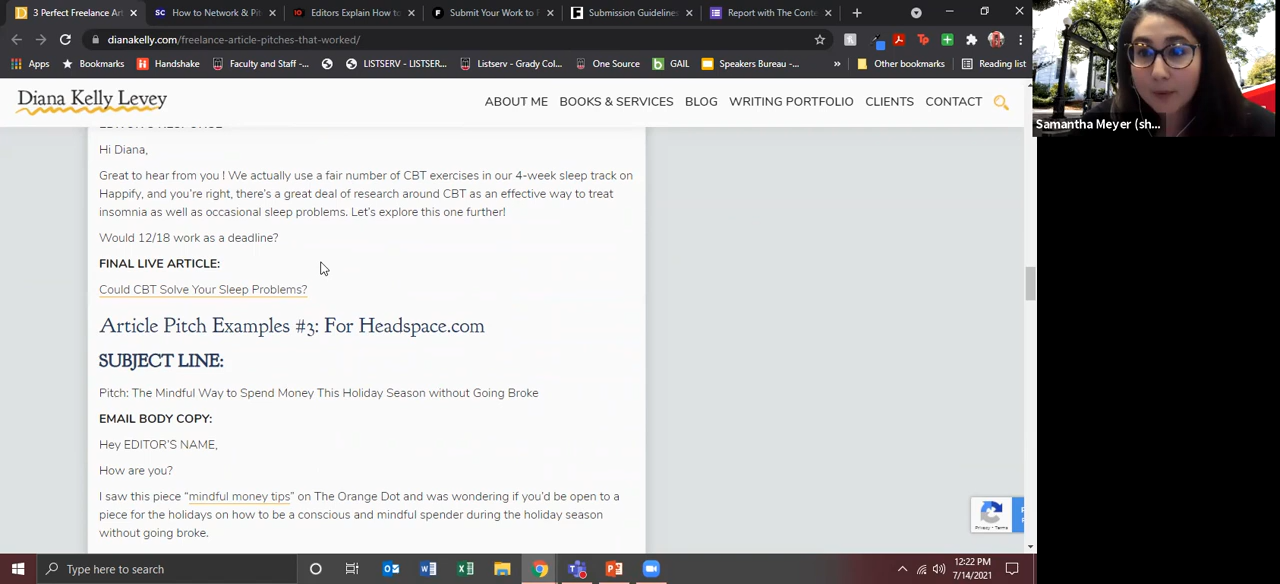 3 Perfect Freelance Ar
How to Network & Pi
Editors Explain How to
Submit Your Work to F
Submission Guideline
Report with The Conte
dianakelly.com/freelance-article-pitches-that-worked/
Apps
Bookmarks
Handshake
Faculty and Staff -...
LISTSERV - LISTSER...
Listserv - Grady Col...
One Source
GAIL
Speakers Bureau -...
»
Other bookmarks
Reading list
Diana Kelly Levey
ABOUT ME BOOKS & SERVICES BLOG WRITING PORTFOLIO CLIENTS CONTACT
Samantha Meyer (sh...
EDITOR'S RESPONSE
Hi Diana,
Great to hear from you ! We actually use a fair number of CBT exercises in our 4-week sleep track on
Happify, and you're right, there's a great deal of research around CBT as an effective way to treat
insomnia as well as occasional sleep problems. Let's explore this one further!
Would 12/18 work as a deadline?
FINAL LIVE ARTICLE:
Could CBT Solve Your Sleep Problems?
Article Pitch Examples #3: For Headspace.com
SUBJECT LINE:
Pitch: The Mindful Way to Spend Money This Holiday Season without Going Broke
EMAIL BODY COPY:
Hey EDITOR'S NAME,
How are you?
I saw this piece "mindful money tips" on The Orange Dot and was wondering if you'd be open to a
piece for the holidays on how to be a conscious and mindful spender during the holiday season
without going broke.
Privacy - Terms
Type here to search
12:22 PM
7/14/2021